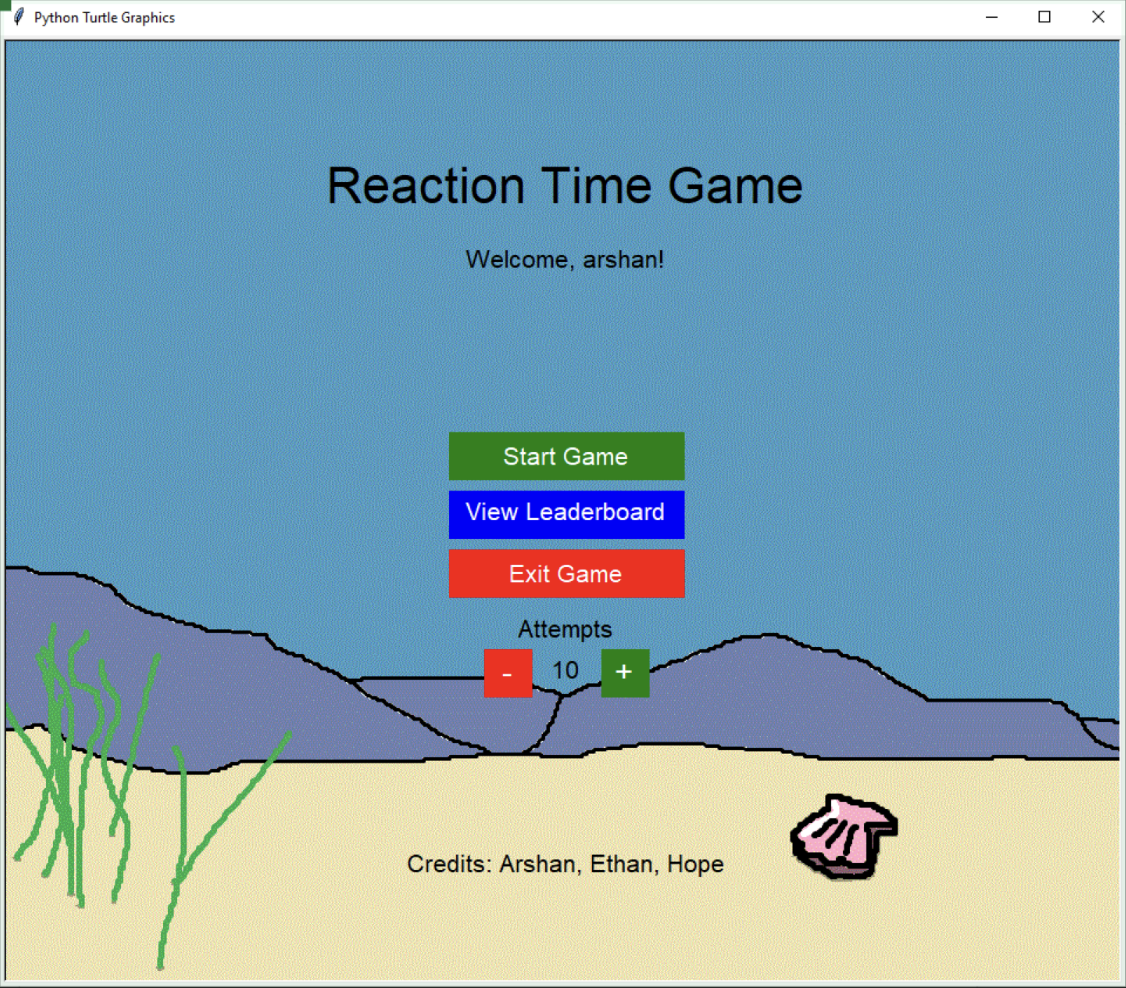 Python Turtle Graphics
Reaction Time Game
Welcome, arshan!
Start Game
View Leaderboard
Exit Game
Attempts
- 10 +
Credits: Arshan, Ethan, Hope